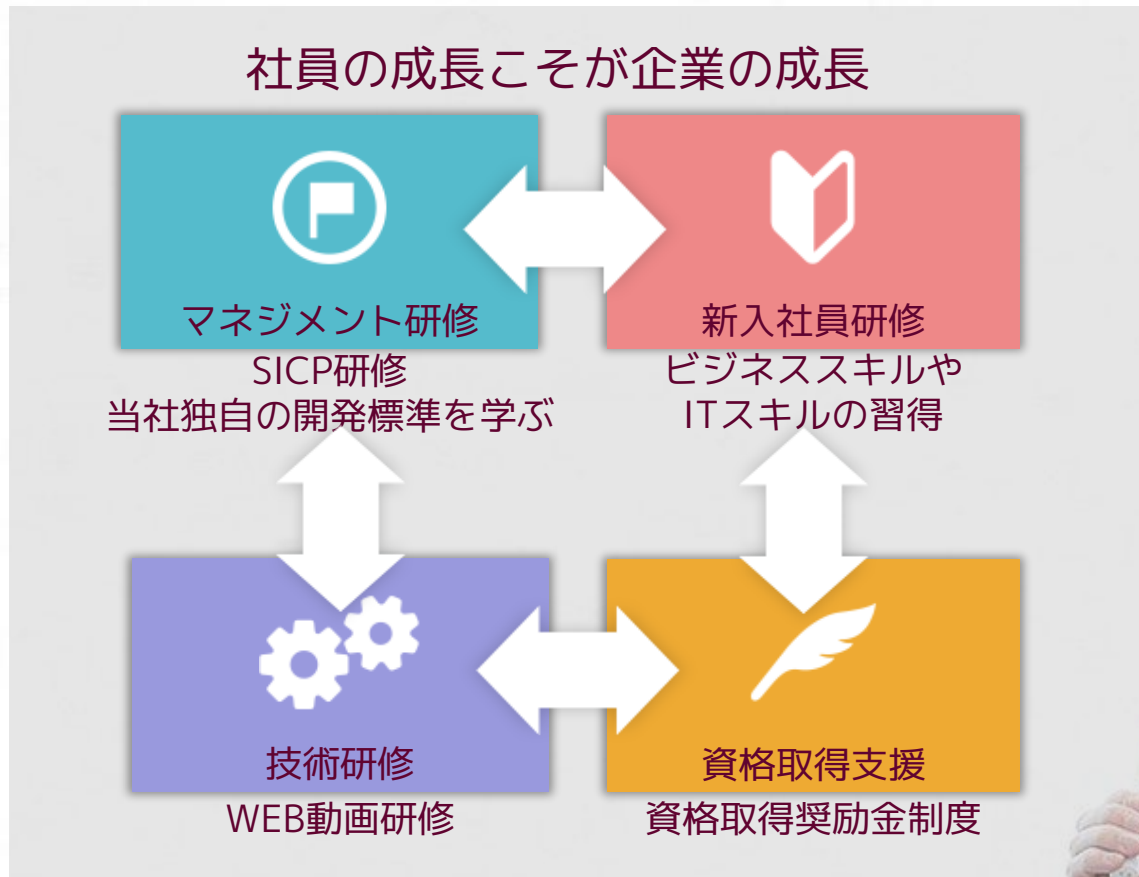 社員の成長こそが企業の成長
マネジメント研修
SICP研修
当社独自の開発標準を学ぶ
新入社員研修
ビジネススキルや
ITスキルの習得
技術研修
WEB動画研修
資格取得支援
資格取得奨励金制度